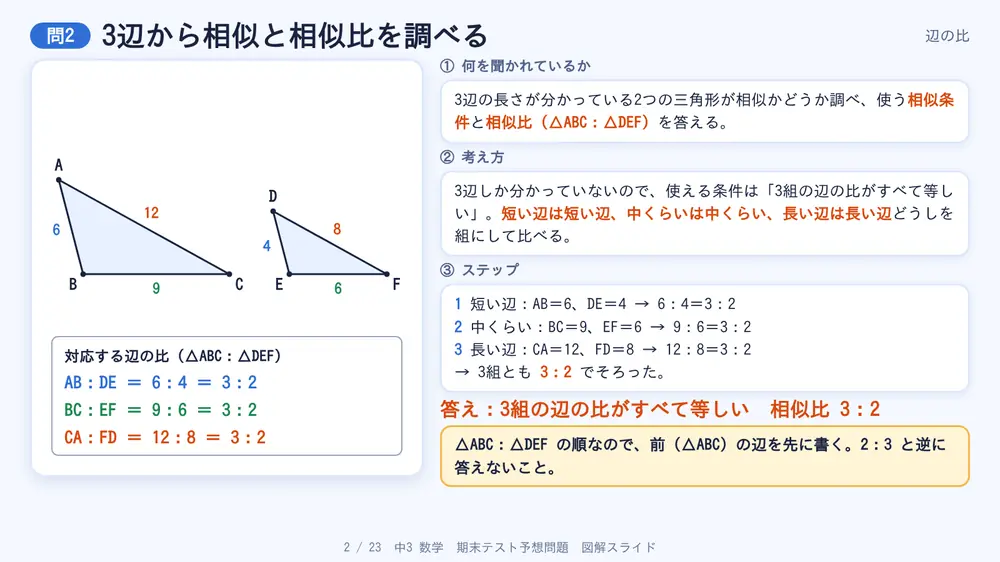 問2 3辺から相似と相似比を調べる
辺の比
A
12
6
B
9
C
D
8
4
E
6
F
対応する辺の比（△ABC：△DEF）
AB：DE ＝ 6：4 ＝ 3：2
BC：EF ＝ 9：6 ＝ 3：2
CA：FD ＝ 12：8 ＝ 3：2
① 何を聞かれているか
3辺の長さが分かっている2つの三角形が相似かどうか調べ、使う相似条
件と相似比（△ABC：△DEF）を答える。
② 考え方
3辺しか分かっていないので、使える条件は「3組の辺の比がすべて等し
い」。短い辺は短い辺、中くらいは中くらい、長い辺は長い辺どうしを
組にして比べる。
③ ステップ
1 短い辺：AB＝6、DE＝4 → 6：4＝3：2
2 中くらい：BC＝9、EF＝6 → 9：6＝3：2
3 長い辺：CA＝12、FD＝8 → 12：8＝3：2
→ 3組とも 3：2 でそろった。
答え：3組の辺の比がすべて等しい　相似比 3：2
△ABC：△DEF の順なので、前（△ABC）の辺を先に書く。2：3 と逆に
答えないこと。
2 / 23　中3 数学　期末テスト予想問題　図解スライド